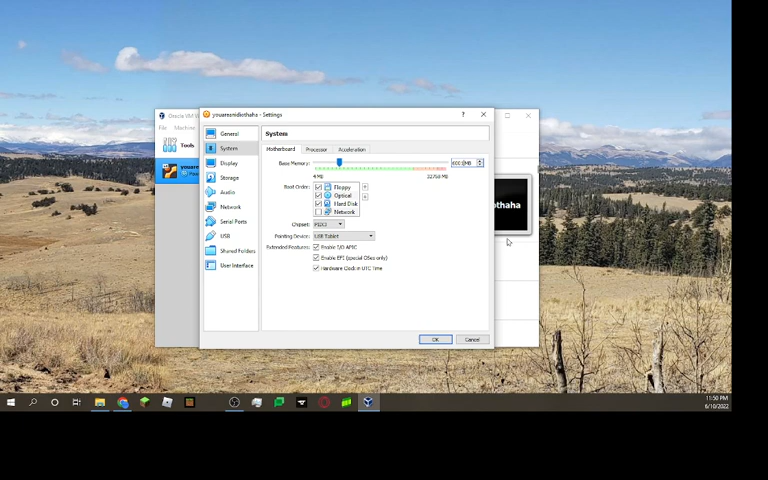 youareanidiothaha - Settings
?
Oracle VM V
File Machine
Tools
General
System
Display
Storage
Audio
Network
Serial Ports
USB
Shared Folders
User Interface
System
Motherboard Processor Acceleration
Base Memory:
MB
4 MB
32768 MB
Boot Order:
Floppy
Optical
Hard Disk
Network
Chipset:
PIIX3
Pointing Device: USB Tablet
Extended Features: Enable I/O APIC
Enable EFI (special OSes only)
Hardware Clock in UTC Time
OK Cancel
othaha
11:50 PM
6/10/2022